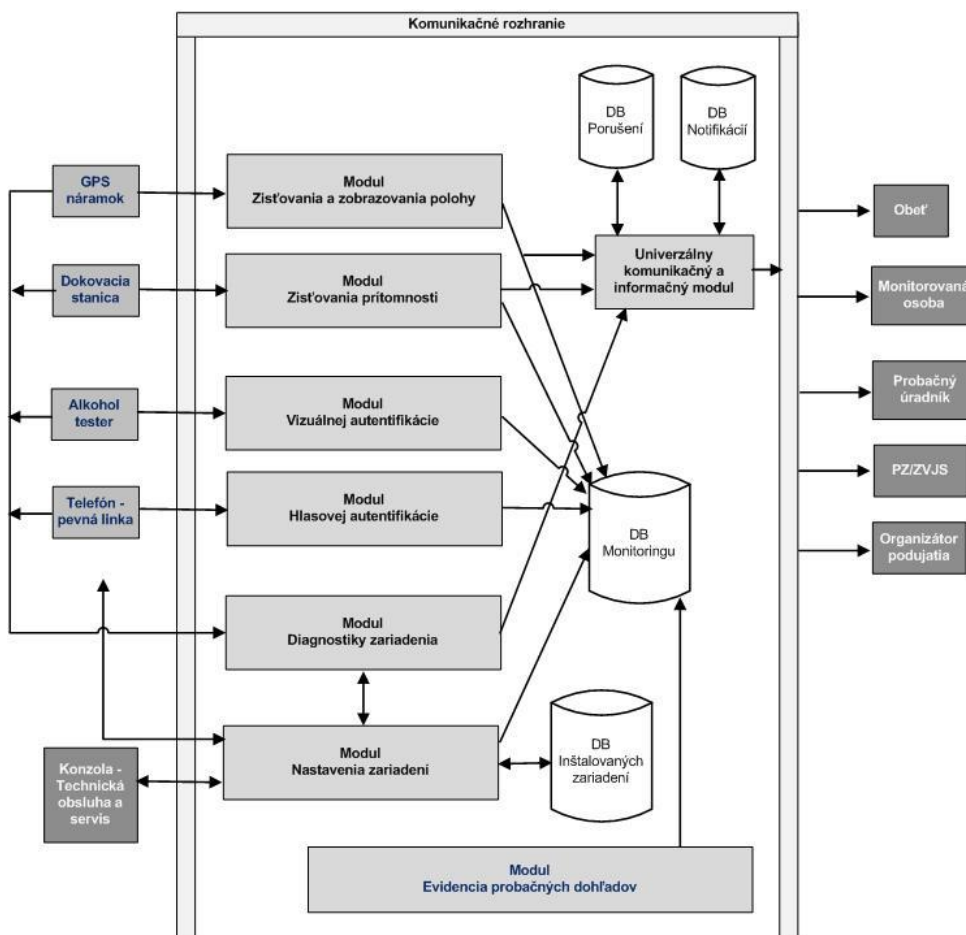 Komunikačné rozhranie
DB
Porušení
DB
Notifikácií
GPS
náramok
Modul
Zisťovania a zobrazovania polohy
Obeť
Dokovacia
stanica
Modul
Zisťovania prítomnosti
Univerzálny
komunikačný a
informačný modul
Monitorovaná
osoba
Alkohol
tester
Modul
Vizuálnej autentifikácie
Probačný
úradník
Telefón -
pevná linka
Modul
Hlasovej autentifikácie
DB
Monitoringu
PZ/ZVJS
Organizátor
podujatia
Modul
Diagnostiky zariadenia
Konzola -
Technická
obsluha a
servis
Modul
Nastavenia zariadení
DB
Inštalovaných
zariadení
Modul
Evidencia probačných dohľadov